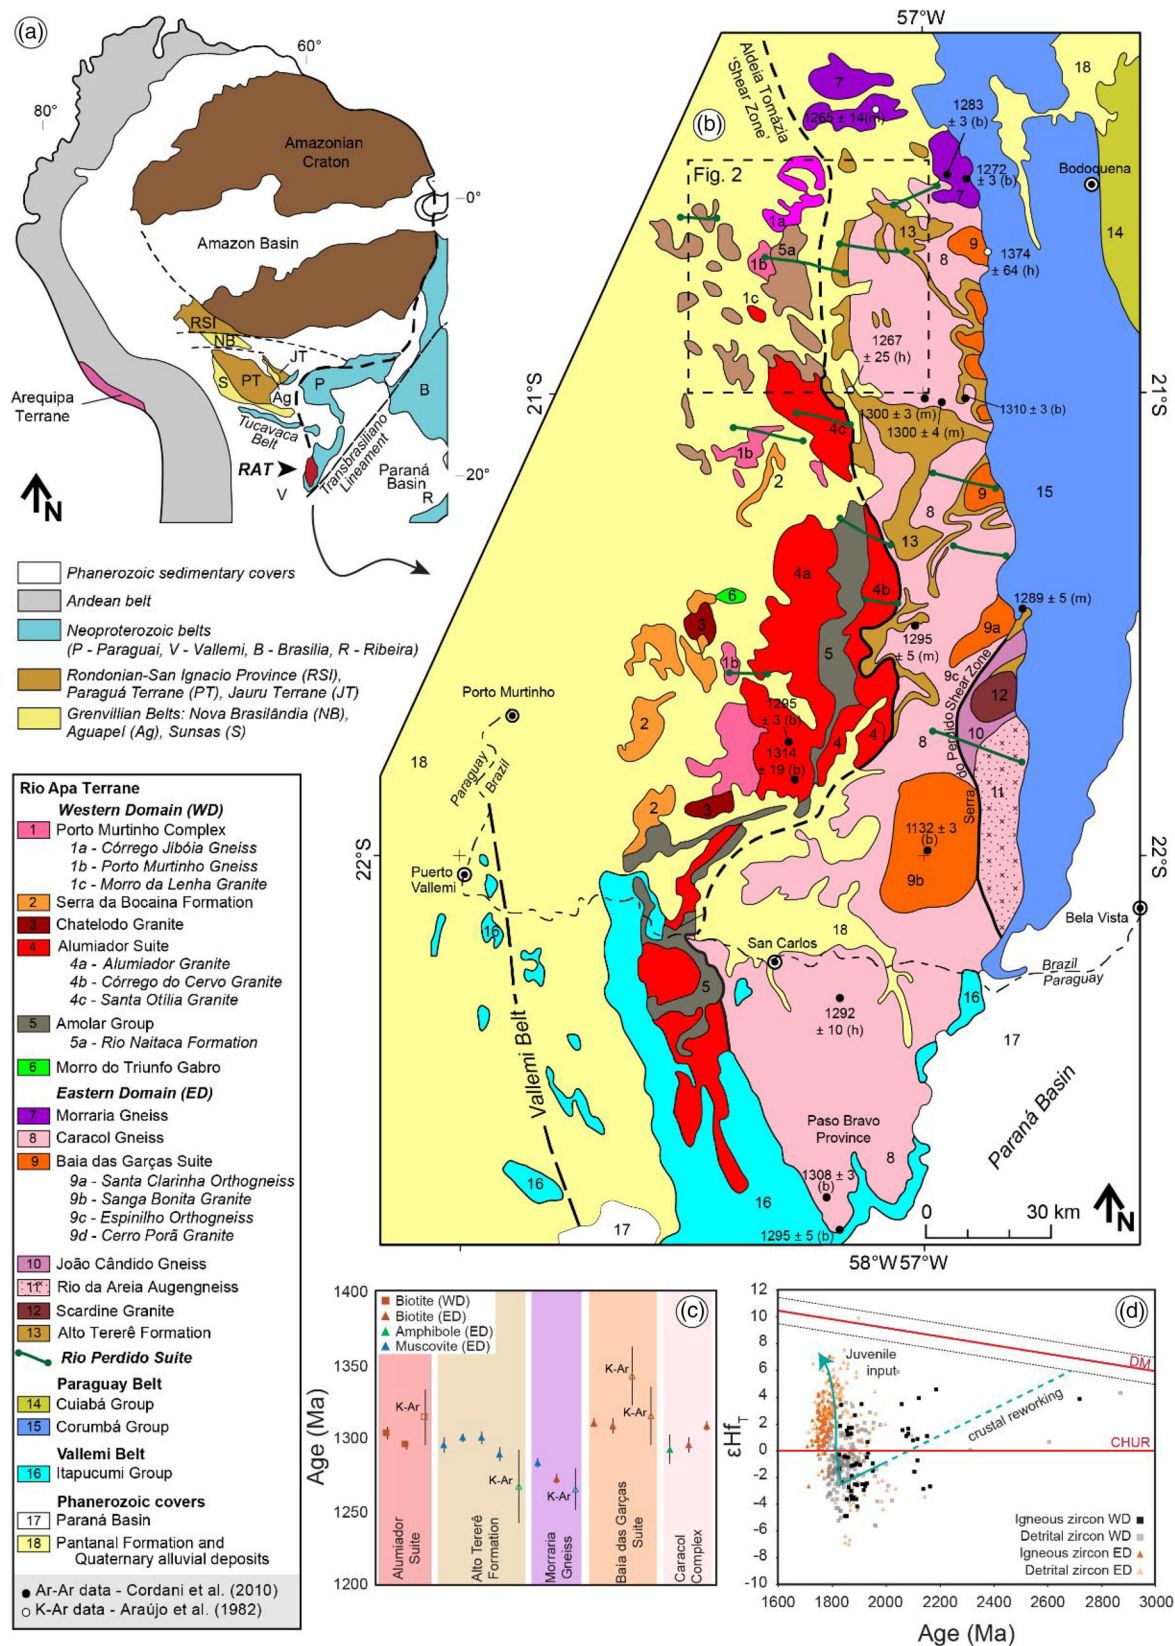 (a)
60°
80°
Amazonian
Craton
0°
Amazon Basin
RSI
NB
JT
S
PT
P
Ag
B
Arequipa
Terrane
Tucavaca
Belt
Transbrasiliano
Lineament
RAT
Paraná
Basin
20°
V
R
N
Phanerozoic sedimentary covers
Andean belt
Neoproterozoic belts
(P - Paraguai, V - Vallemi, B - Brasilia, R - Ribeira)
Rondonian-San Ignacio Province (RSI),
Paraguá Terrane (PT), Jauru Terrane (JT)
Grenvillian Belts: Nova Brasilândia (NB),
Aguapel (Ag), Sunsas (S)
Rio Apa Terrane
Western Domain (WD)
1 Porto Murtinho Complex
1a - Córrego Jibóia Gneiss
1b - Porto Murtinho Gneiss
1c - Morro da Lenha Granite
2 Serra da Bocaina Formation
3 Chatelodo Granite
4 Alumiador Suite
4a - Alumiador Granite
4b - Córrego do Cervo Granite
4c - Santa Otília Granite
5 Amolar Group
5a - Rio Naitaca Formation
6 Morro do Triunfo Gabro
Eastern Domain (ED)
7 Morraria Gneiss
8 Caracol Gneiss
9 Baia das Garças Suite
9a - Santa Clarinha Orthogneiss
9b - Sanga Bonita Granite
9c - Espinilho Orthogneiss
9d - Cerro Porã Granite
10 João Cândido Gneiss
11 Rio da Areia Augengneiss
12 Scardine Granite
13 Alto Tererê Formation
Rio Perdido Suite
Paraguay Belt
14 Cuiabá Group
15 Corumbá Group
Vallemi Belt
16 Itapucumi Group
Phanerozoic covers
17 Paraná Basin
18 Pantanal Formation and
Quaternary alluvial deposits
Ar-Ar data - Cordani et al. (2010)
K-Ar data - Araújo et al. (1982)
57°W
(b)
Aldeia Tomázia
'Shear Zone'
7
1265 ± 14(m)
1283
± 3 (b)
18
1272
± 3 (b)
7
Bodoquena
Fig. 2
1a
13
14
5a
8
9
1b
1374
± 64 (h)
1c
1267
± 25 (h)
21°S
1300 ± 3 (m)
1310 ± 3 (b)
21°S
4c
1300 ± 4 (m)
1b
2
9
15
8
13
4a
4b
6
3
1289 ± 5 (m)
9a
5
1295
± 5 (m)
1b
9c
Serra do Perdido Shear Zone
12
Porto Murtinho
2
1295
± 3 (b)
4
4
8
10
Paraguay
Brazil
18
1314
± 19 (b)
11
2
3
1132 ± 3
(b)
22°S
22°S
Puerto
Vallemi
9b
Bela Vista
16
San Carlos
18
Brazil
Paraguay
5
16
1292
± 10 (h)
17
Vallemi Belt
Paraná Basin
Paso Bravo
Province
8
16
1308 ± 3
(b)
16
17
1295 ± 5 (b)
0 30 km
N
58°W 57°W
(c)
1400
1350
1300
1250
1200
Age (Ma)
Biotite (WD)
Biotite (ED)
Amphibole (ED)
Muscovite (ED)
K-Ar
K-Ar
K-Ar
K-Ar
K-Ar
Alumiador
Suite
Alto Tererê
Formation
Morraria
Gneiss
Baia das Garças
Suite
Caracol
Complex
(d)
12
10
8
6
4
2
0
-2
-4
-6
-8
-10
εHfT
Juvenile
input
DM
crustal reworking
CHUR
Igneous zircon WD
Detrital zircon WD
Igneous zircon ED
Detrital zircon ED
1600 1800 2000 2200 2400 2600 2800 3000
Age (Ma)